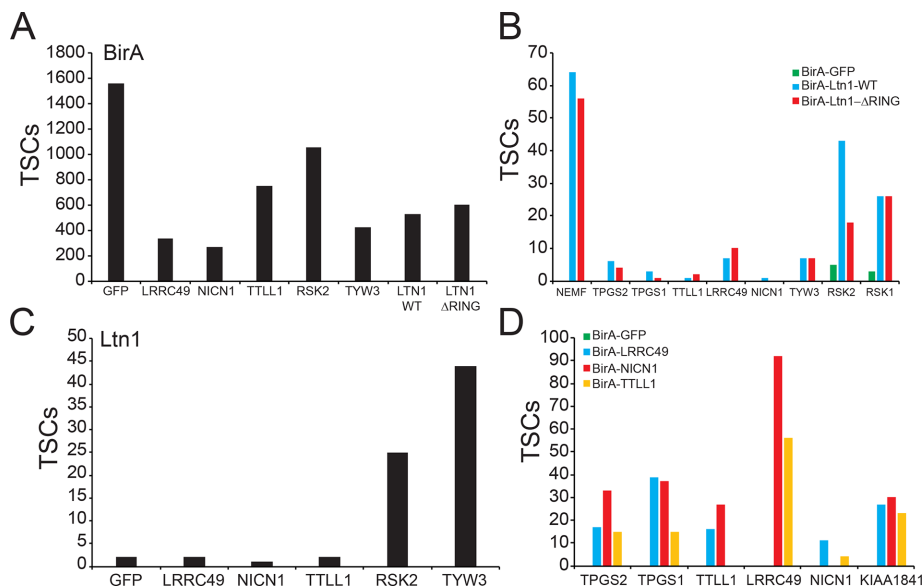 A
BirA
TSCs
1800
1600
1400
1200
1000
800
600
400
200
0
GFP LRRC49 NICN1 TTLL1 RSK2 TYW3 LTN1 WT LTN1 ΔRING
B
BirA-GFP
BirA-Ltn1-WT
BirA-Ltn1–ΔRING
TSCs
70
60
50
40
30
20
10
0
NEMF TPGS2 TPGS1 TTLL1 LRRC49 NICN1 TYW3 RSK2 RSK1
C
Ltn1
TSCs
45
40
35
30
25
20
15
10
5
0
GFP LRRC49 NICN1 TTLL1 RSK2 TYW3
D
BirA-GFP
BirA-LRRC49
BirA-NICN1
BirA-TTLL1
TSCs
100
90
80
70
60
50
40
30
20
10
0
TPGS2 TPGS1 TTLL1 LRRC49 NICN1 KIAA1841